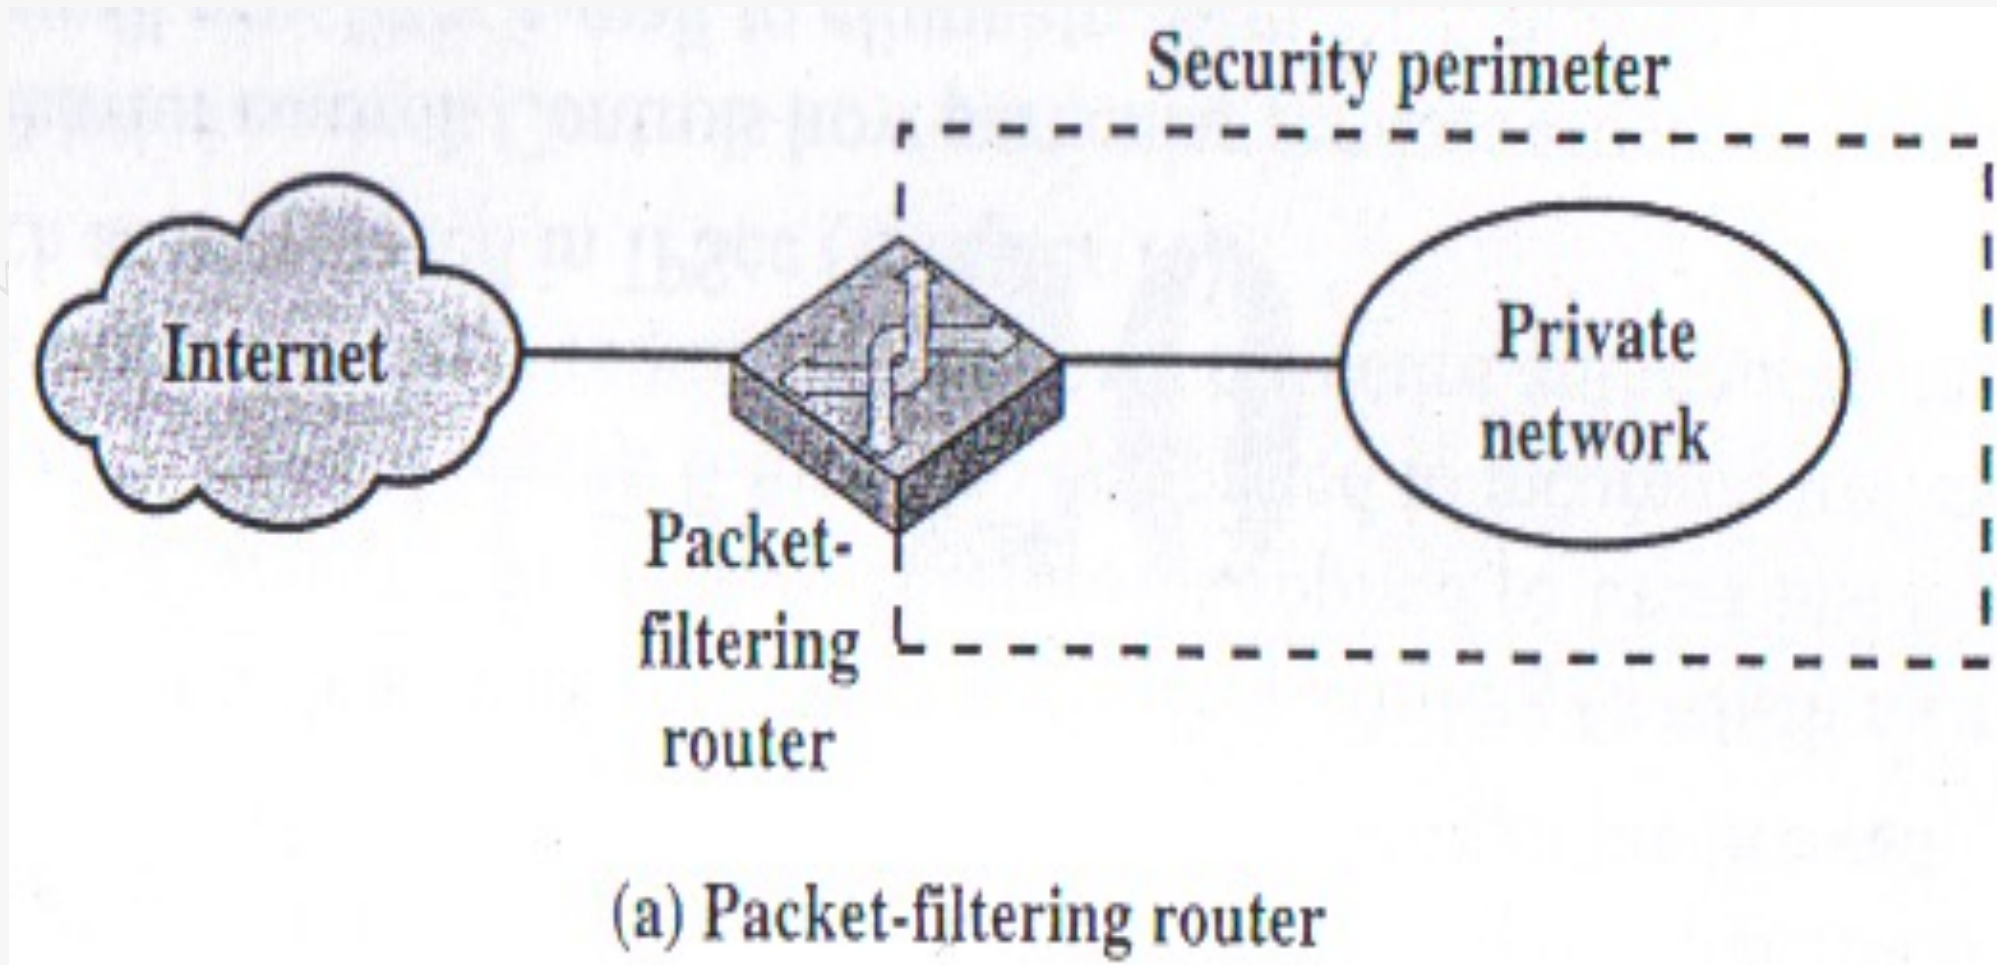 Security perimeter
Internet
Private
network
Packet-
filtering
router
(a) Packet-filtering router